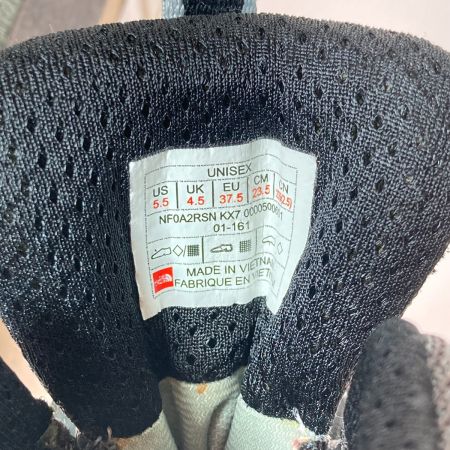 UNISEX
US UK EU CM CN
5.5 4.5 37.5 23.5
NF0A2RSN KX7
01-161
MADE IN VIETNAM
FABRIQUE EN VIETNAM